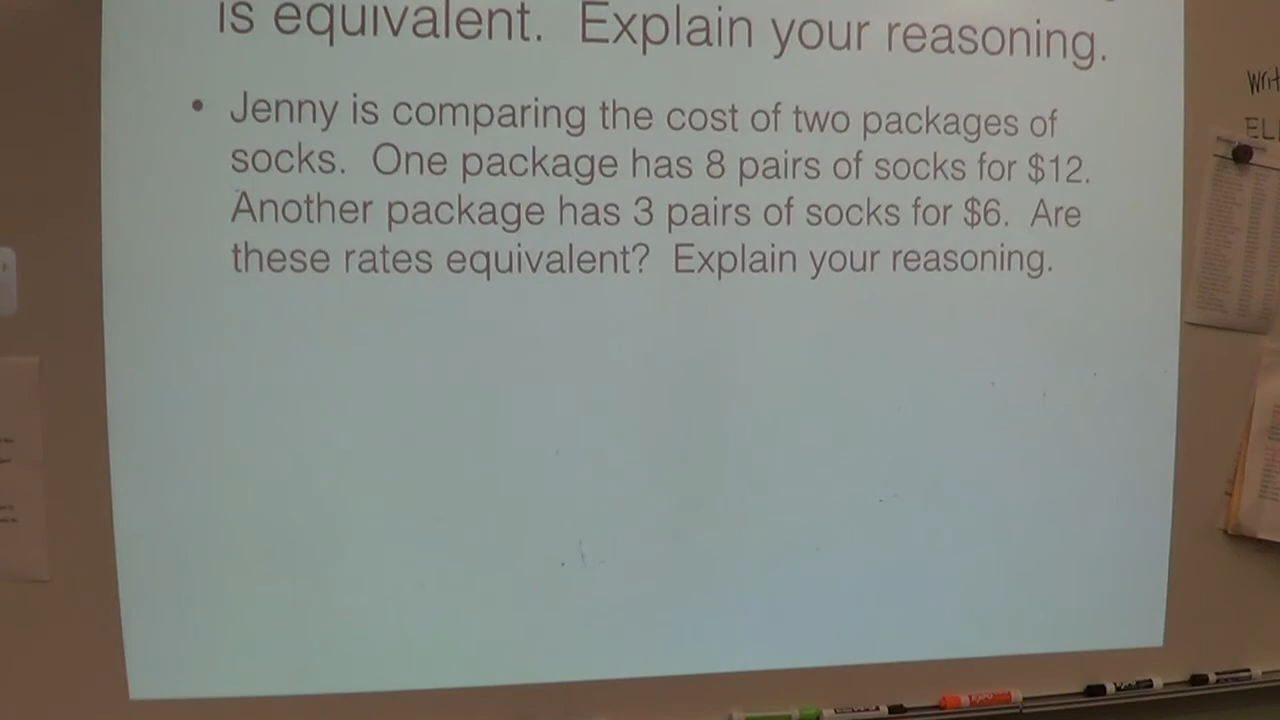 is equivalent. Explain your reasoning.
• Jenny is comparing the cost of two packages of
socks. One package has 8 pairs of socks for $12.
Another package has 3 pairs of socks for $6. Are
these rates equivalent? Explain your reasoning.
EL